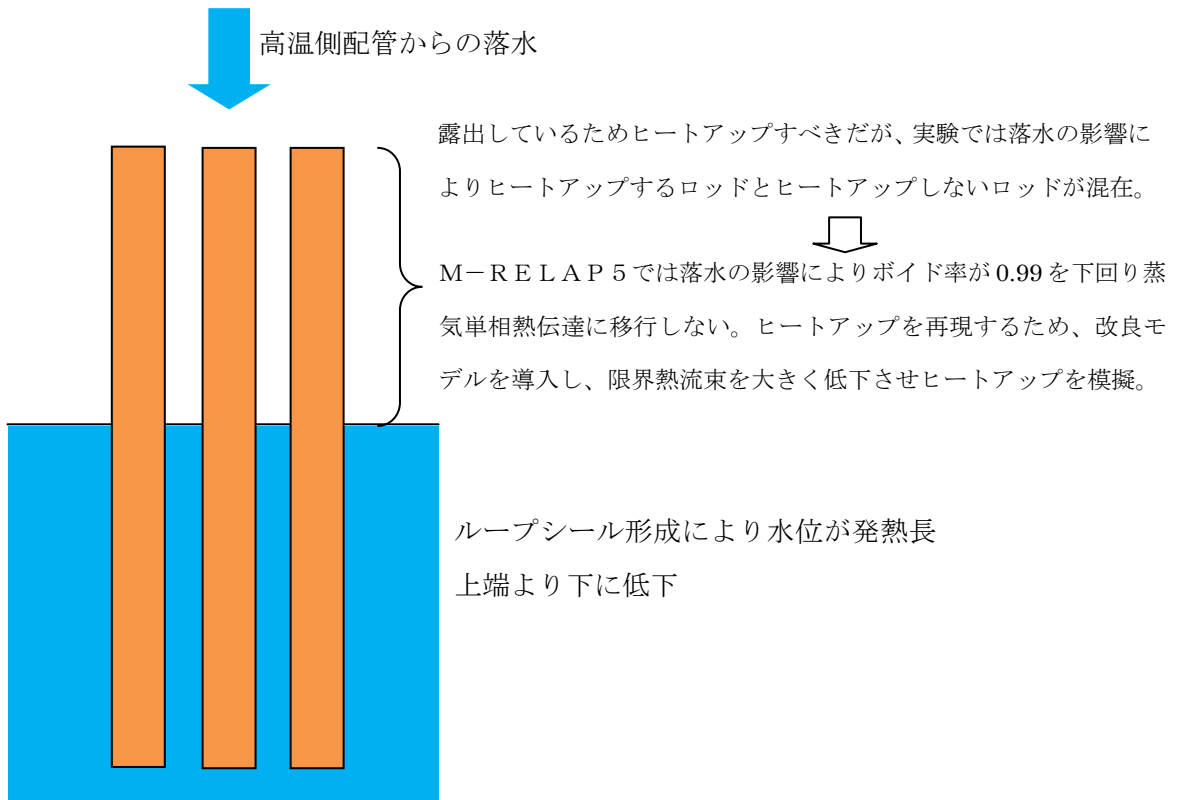 高温側配管からの落水
露出しているためヒートアップすべきだが、実験では落水の影響に
よりヒートアップするロッドとヒートアップしないロッドが混在。
Ｍ－ＲＥＬＡＰ５では落水の影響によりボイド率が 0.99 を下回り蒸
気単相熱伝達に移行しない。ヒートアップを再現するため、改良モ
デルを導入し、限界熱流束を大きく低下させヒートアップを模擬。
ループシール形成により水位が発熱長
上端より下に低下